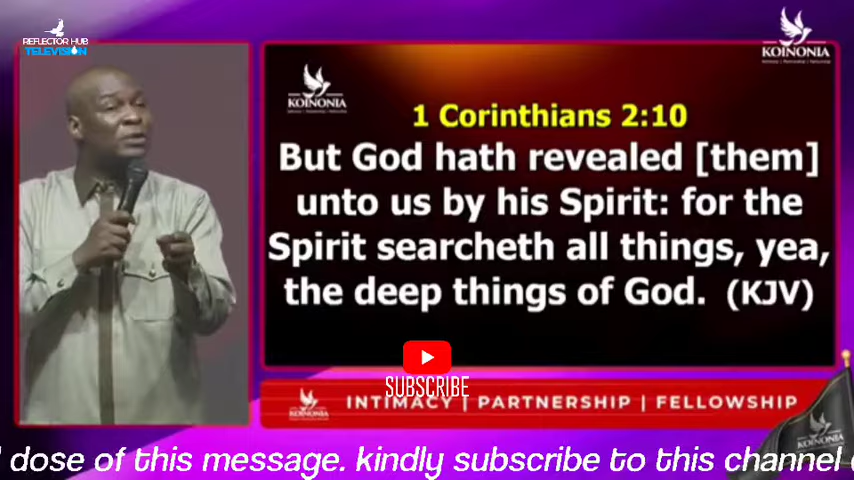 REFLECTOR HUB
TELEVISION
KOINONIA
KOINONIA
1 Corinthians 2:10
But God hath revealed [them]
unto us by his Spirit: for the
Spirit searcheth all things, yea,
the deep things of God. (KJV)
SUBSCRIBE
KOINONIA
INTIMACY | PARTNERSHIP | FELLOWSHIP
KOINONIA
dose of this message. kindly subscribe to this channel